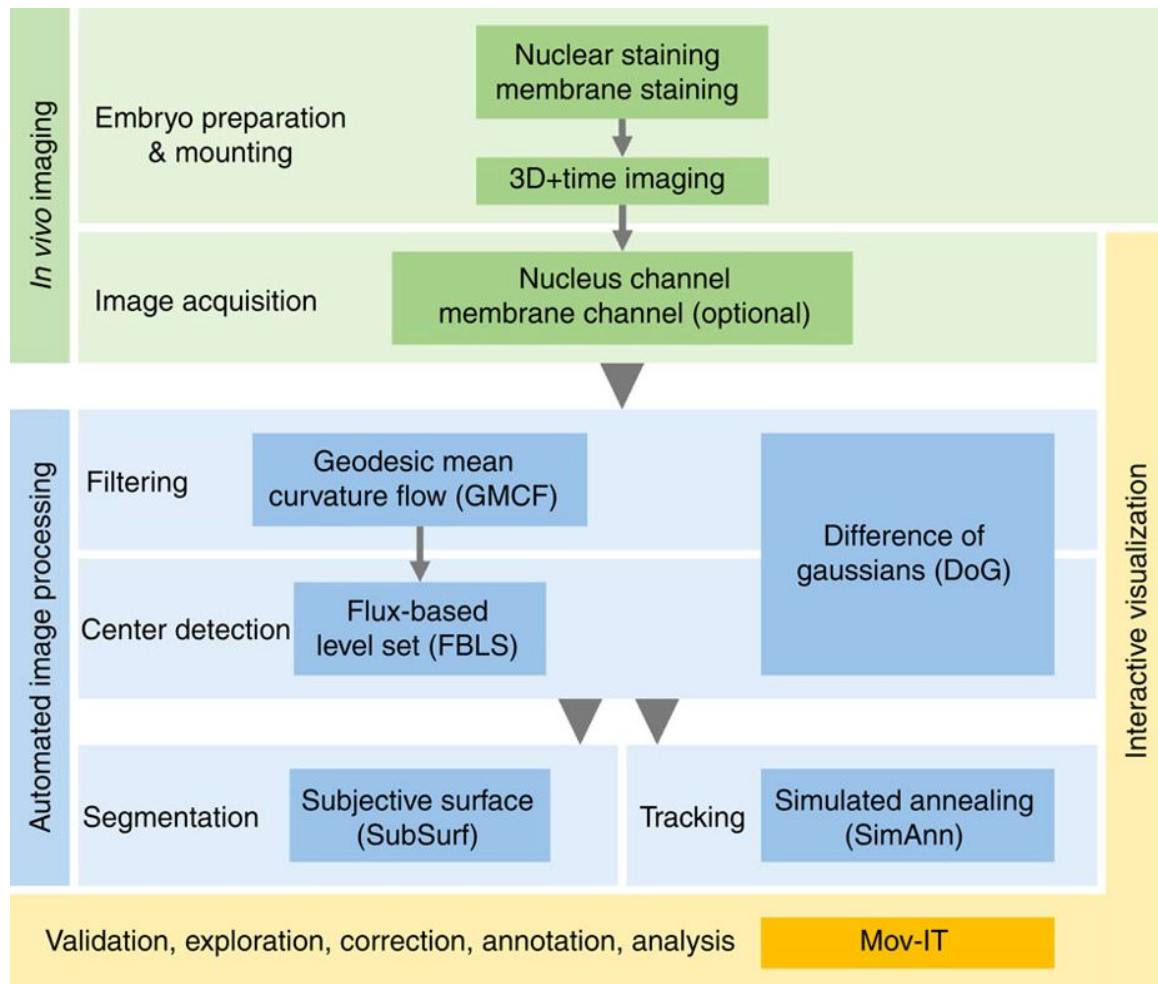 In vivo imaging
Embryo preparation
& mounting
Nuclear staining
membrane staining
3D+time imaging
Image acquisition
Nucleus channel
membrane channel (optional)
Automated image processing
Filtering
Geodesic mean
curvature flow (GMCF)
Difference of
gaussians (DoG)
Center detection
Flux-based
level set (FBLS)
Segmentation
Subjective surface
(SubSurf)
Tracking
Simulated annealing
(SimAnn)
Interactive visualization
Validation, exploration, correction, annotation, analysis
Mov-IT